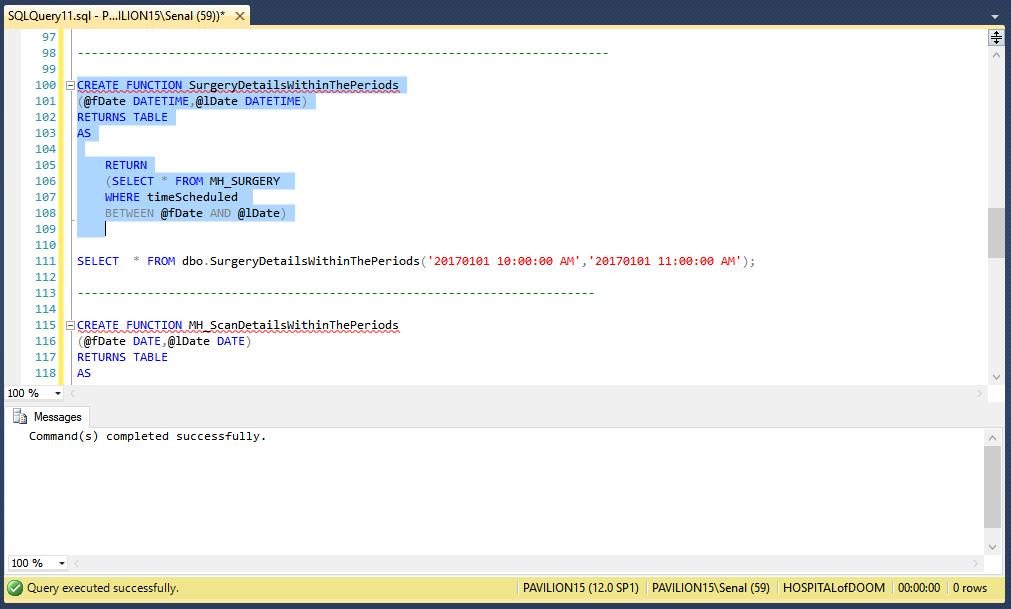 SQLQuery11.sql - P...ILION15\Senal (59))*
97
98 ----------------------------------------------------------------------------
99
100 CREATE FUNCTION SurgeryDetailsWithinThePeriods
101 (@fDate DATETIME,@lDate DATETIME)
102 RETURNS TABLE
103 AS
104
105 RETURN
106 (SELECT * FROM MH_SURGERY
107 WHERE timeScheduled
108 BETWEEN @fDate AND @lDate)
109
110
111 SELECT * FROM dbo.SurgeryDetailsWithinThePeriods('20170101 10:00:00 AM','20170101 11:00:00 AM');
112
113 --------------------------------------------------------------------------
114
115 CREATE FUNCTION MH_ScanDetailsWithinThePeriods
116 (@fDate DATE,@lDate DATE)
117 RETURNS TABLE
118 AS
100 %
Messages
Command(s) completed successfully.
100 %
Query executed successfully. PAVILION15 (12.0 SP1) PAVILION15\Senal (59) HOSPITALofDOOM 00:00:00 0 rows